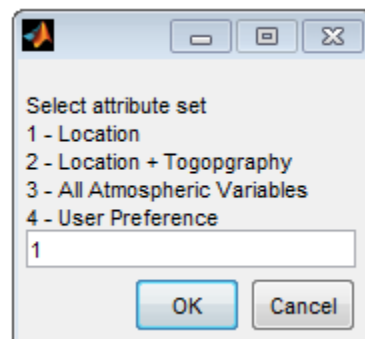 Select attribute set
1 - Location
2 - Location + Togopgraphy
3 - All Atmospheric Variables
4 - User Preference
1
OK
Cancel